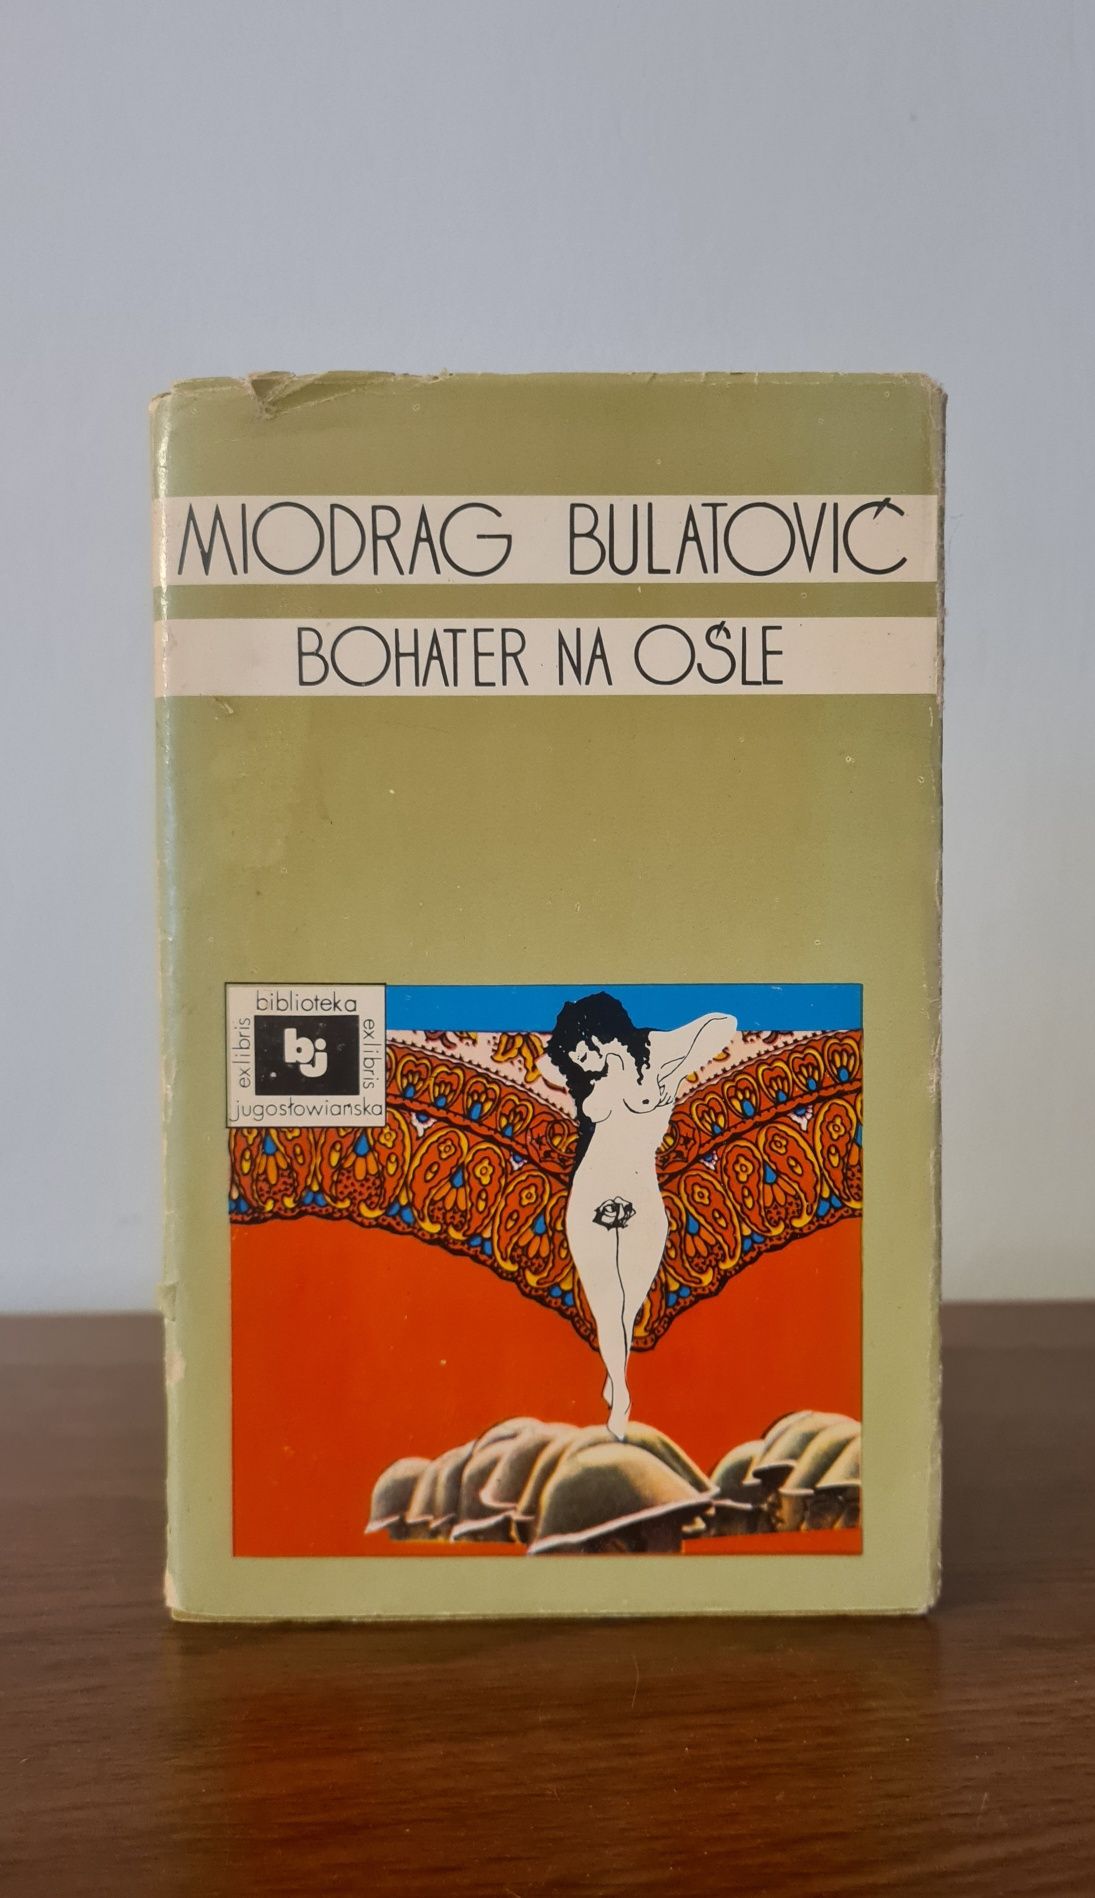 MIODRAG BULATOVIĆ
BOHATER NA OŚLE
biblioteka
exlibris
bj
exlibris
jugosłowiańska